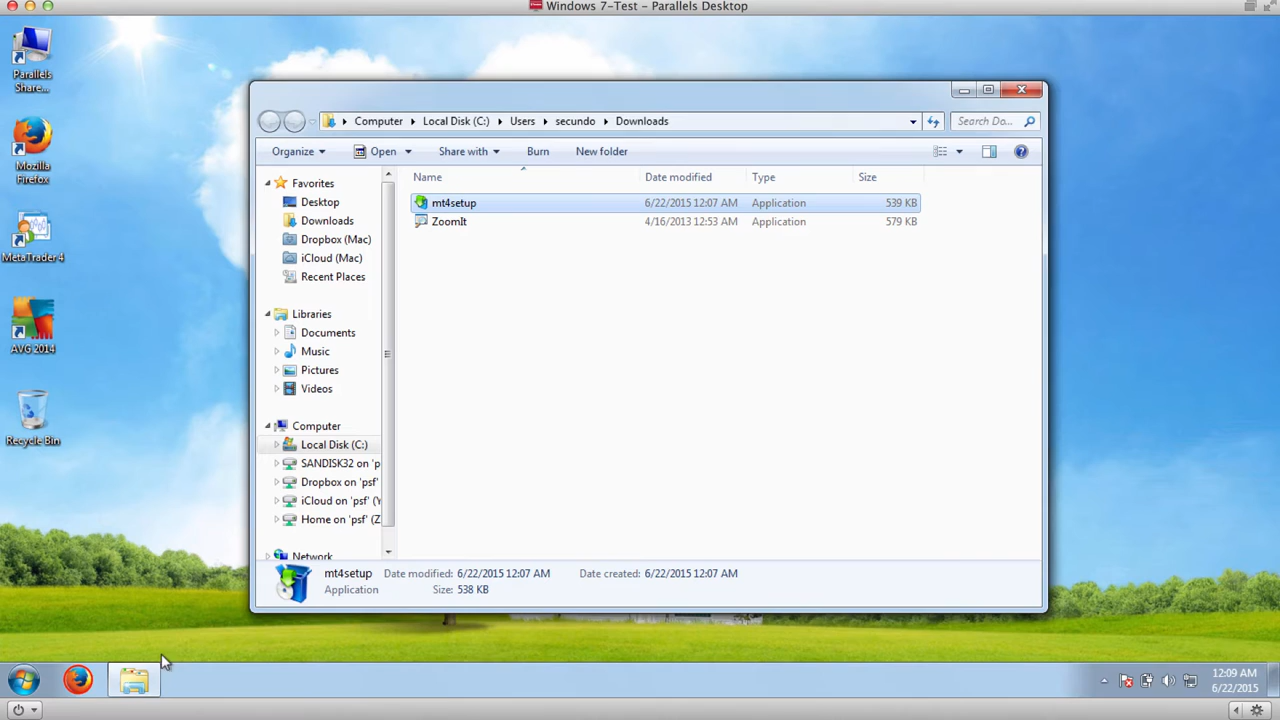 Windows 7-Test - Parallels Desktop
Parallels
Share...
Mozilla
Firefox
MetaTrader 4
AVG 2014
Recycle Bin
Computer Local Disk (C:) Users secundo Downloads
Search Do...
Organize Open Share with Burn New folder
Favorites
Desktop
Downloads
Dropbox (Mac)
iCloud (Mac)
Recent Places
Libraries
Documents
Music
Pictures
Videos
Computer
Local Disk (C:)
SANDISK32 on 'p
Dropbox on 'psf'
iCloud on 'psf' (Y
Home on 'psf' (Z
Network
Name Date modified Type Size
mt4setup 6/22/2015 12:07 AM Application 539 KB
ZoomIt 4/16/2013 12:53 AM Application 579 KB
mt4setup Date modified: 6/22/2015 12:07 AM Date created: 6/22/2015 12:07 AM
Application Size: 538 KB
12:09 AM
6/22/2015